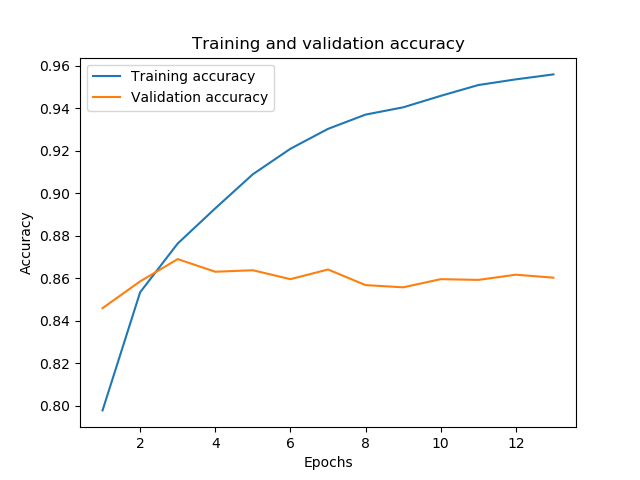 Training and validation accuracy
Training accuracy
Validation accuracy
0.96
0.94
0.92
0.90
0.88
0.86
0.84
0.82
0.80
Accuracy
2 4 6 8 10 12
Epochs